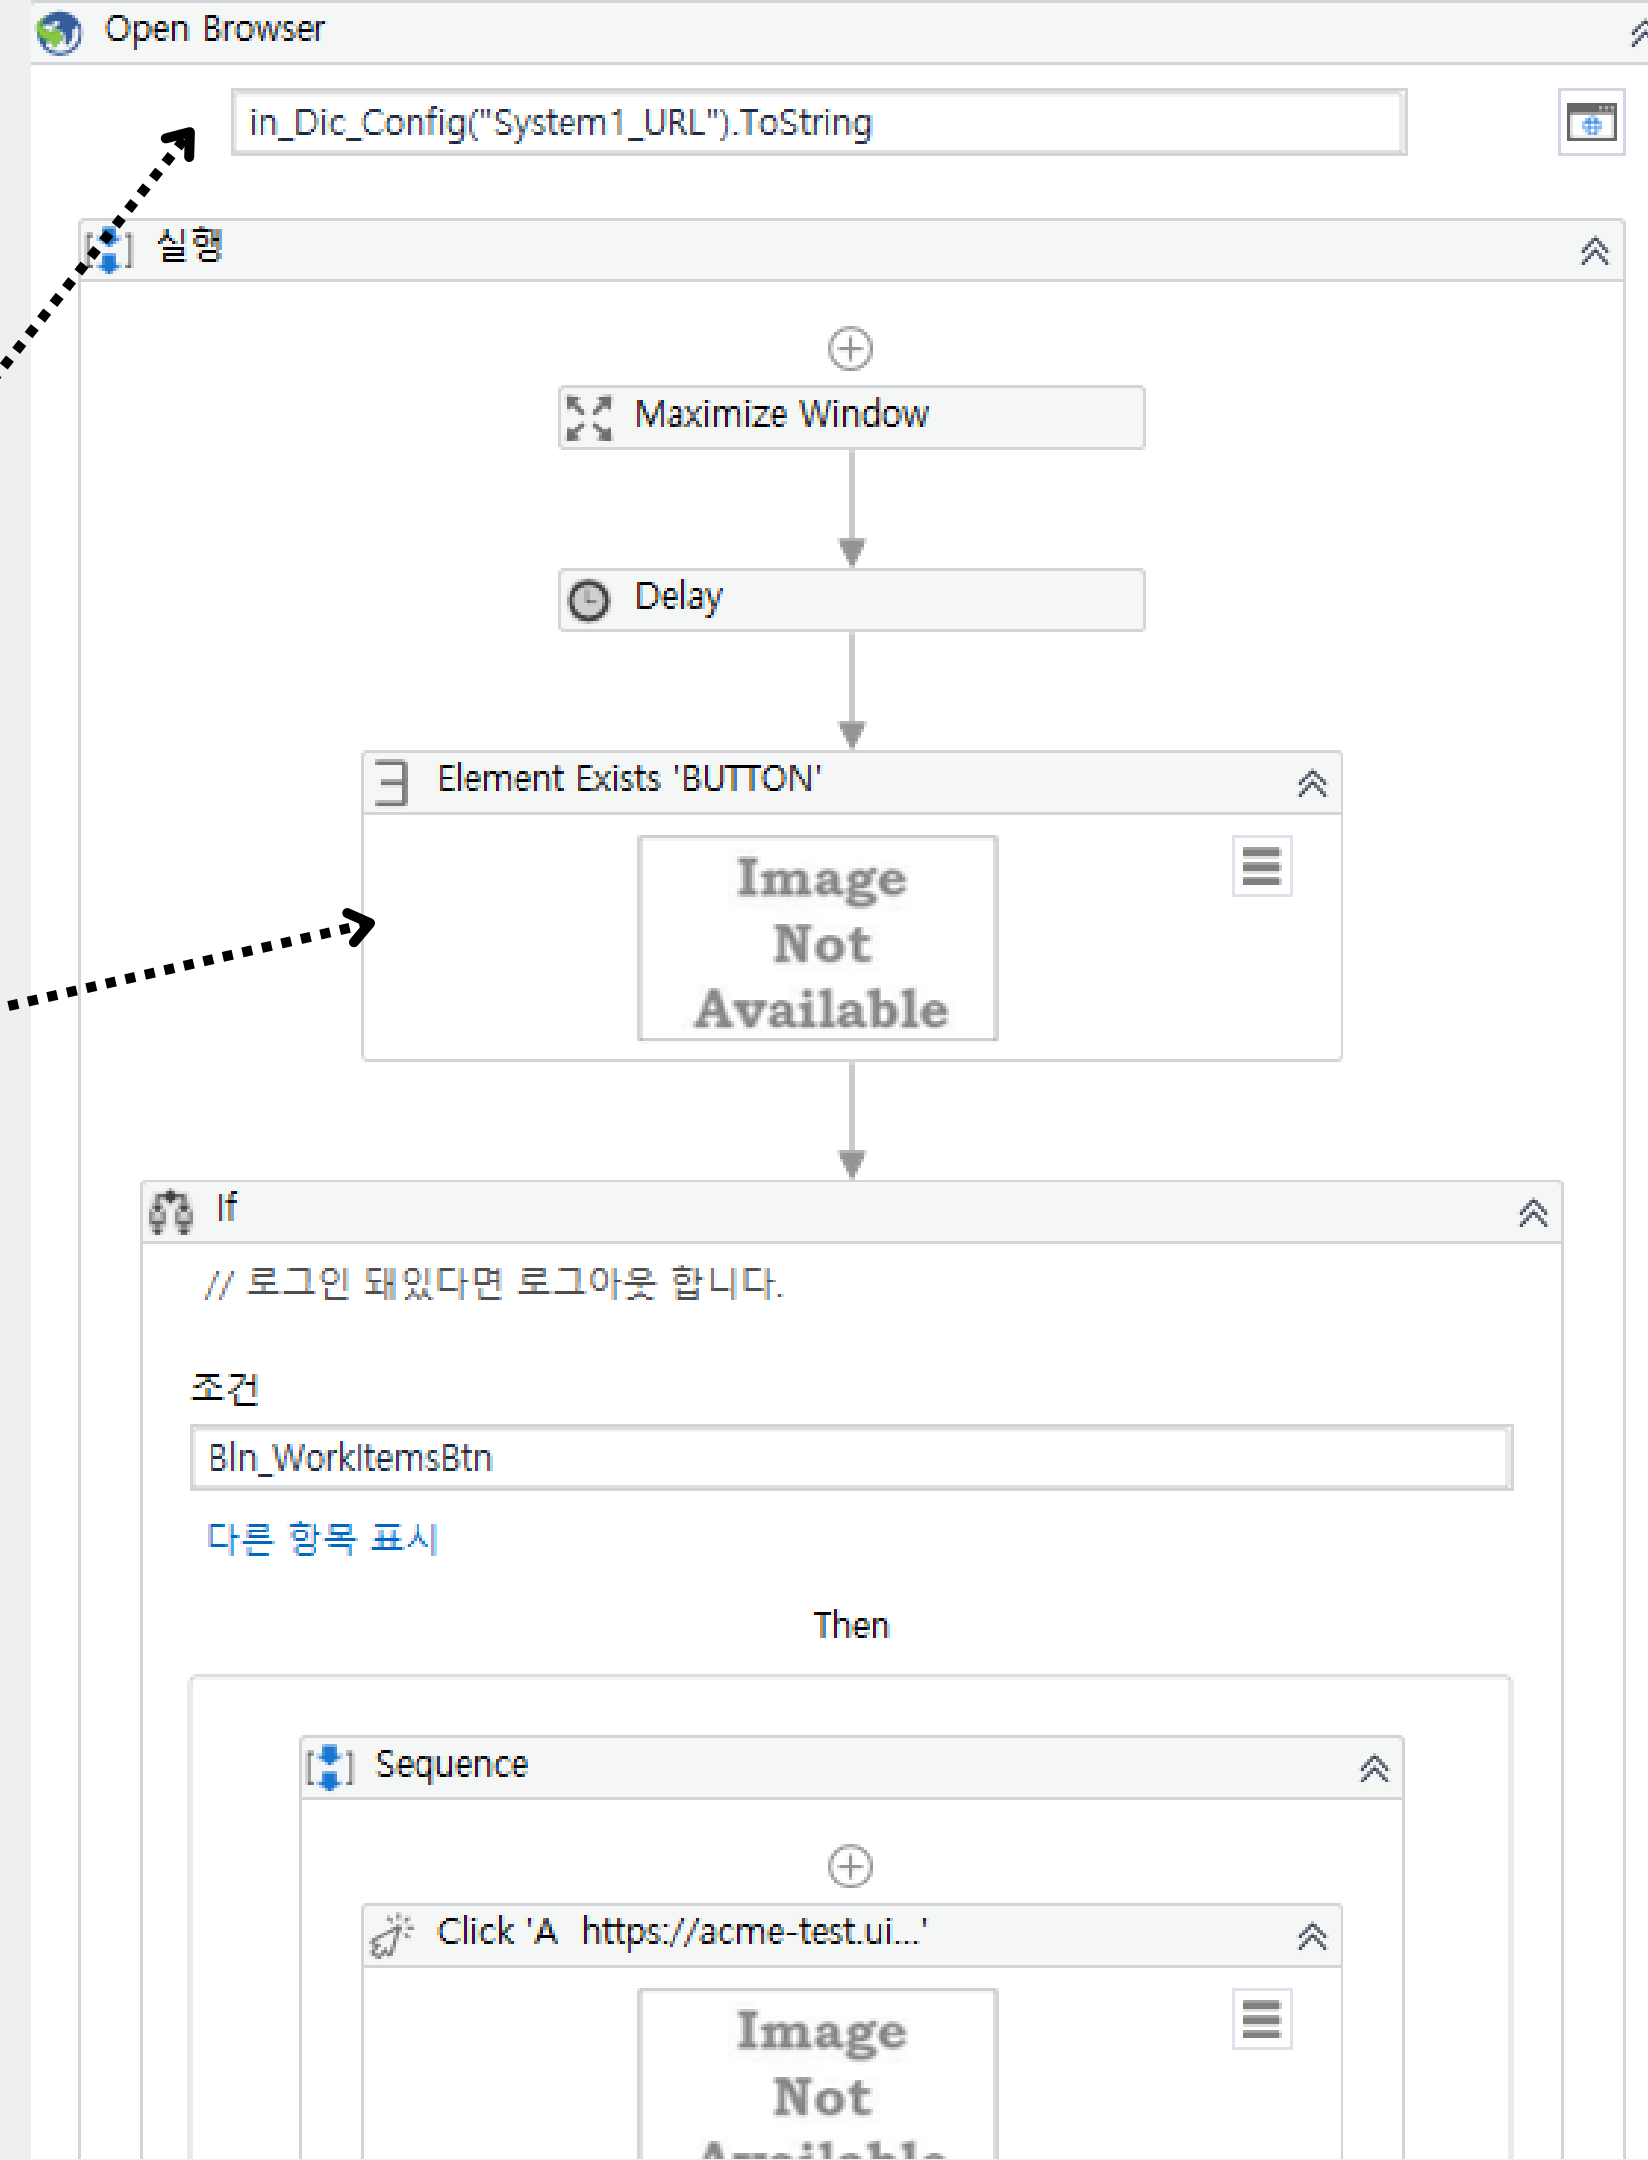 Open Browser
in_Dic_Config("System1_URL").ToString
실행
Maximize Window
Delay
Element Exists 'BUTTON'
Image
Not
Available
If
// 로그인 돼있다면 로그아웃 합니다.
조건
Bln_WorkItemsBtn
다른 항목 표시
Then
Sequence
Click 'A  https://acme-test.ui...'
Image
Not
Available